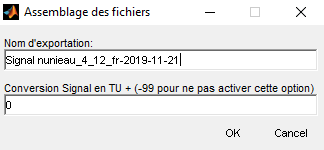 Assemblage des fichiers
Nom d'exportation:
Signal nunieau_4_12_fr-2019-11-21
Conversion Signal en TU + (-99 pour ne pas activer cette option)
0
OK Cancel